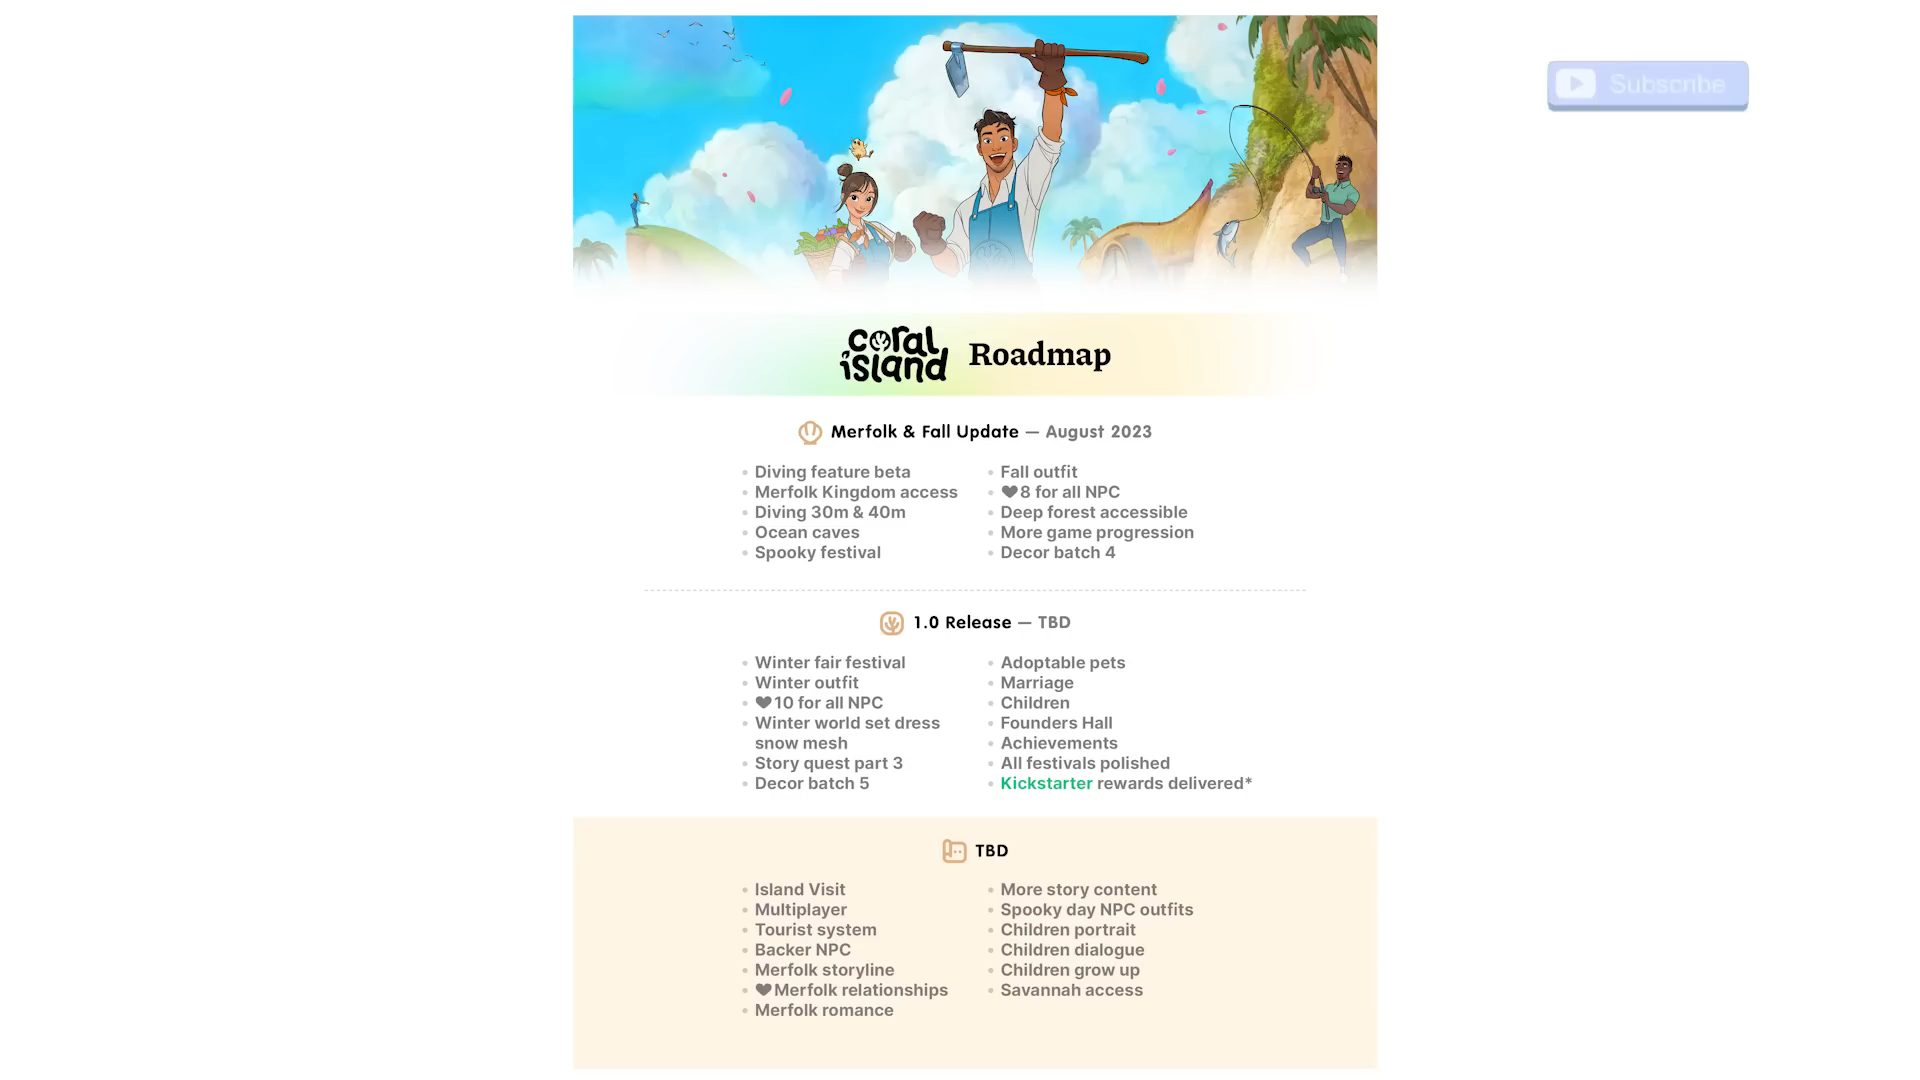 Subscribe
coral island
Roadmap
Merfolk & Fall Update — August 2023
Diving feature beta
Merfolk Kingdom access
Diving 30m & 40m
Ocean caves
Spooky festival
Fall outfit
♥8 for all NPC
Deep forest accessible
More game progression
Decor batch 4
1.0 Release — TBD
Winter fair festival
Winter outfit
♥10 for all NPC
Winter world set dress
snow mesh
Story quest part 3
Decor batch 5
Adoptable pets
Marriage
Children
Founders Hall
Achievements
All festivals polished
Kickstarter rewards delivered*
TBD
Island Visit
Multiplayer
Tourist system
Backer NPC
Merfolk storyline
♥Merfolk relationships
Merfolk romance
More story content
Spooky day NPC outfits
Children portrait
Children dialogue
Children grow up
Savannah access